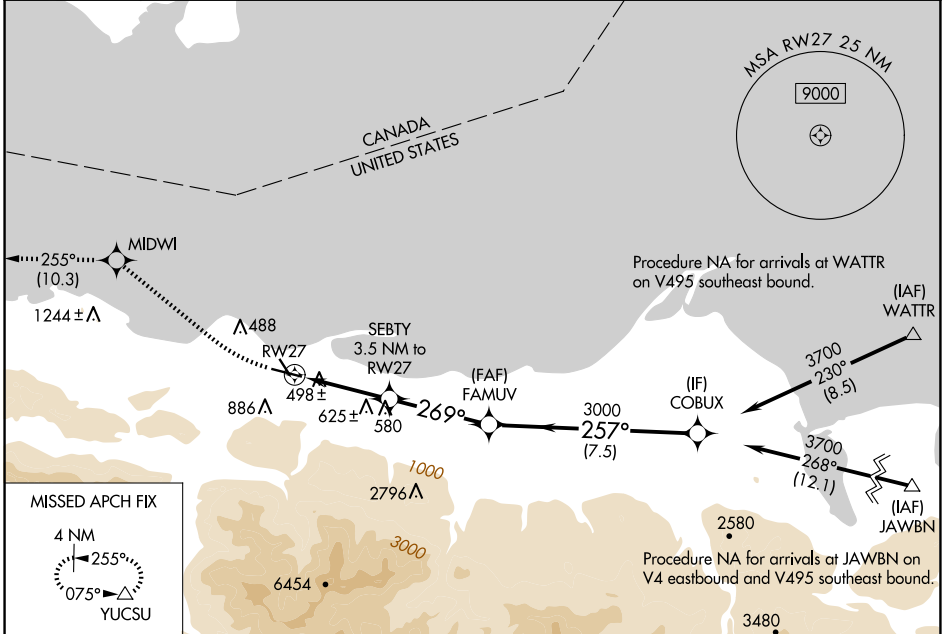 MSA RW27 25 NM
9000
CANADA
UNITED STATES
MIDWI
255°
(10.3)
Procedure NA for arrivals at WATTR
on V495 southeast bound.
(IAF)
WATTR
1244 ±
488
SEBTY
3.5 NM to
RW27
RW27
3700
230°
(8.5)
(FAF)
FAMUV
(IF)
COBUX
498 ±
886
625 ±
580
269°
3000
257°
(7.5)
3700
268°
(12.1)
(IAF)
JAWBN
1000
2796
MISSED APCH FIX
4 NM
255°
075°
YUCSU
3000
6454
2580
Procedure NA for arrivals at JAWBN on
V4 eastbound and V495 southeast bound.
3480